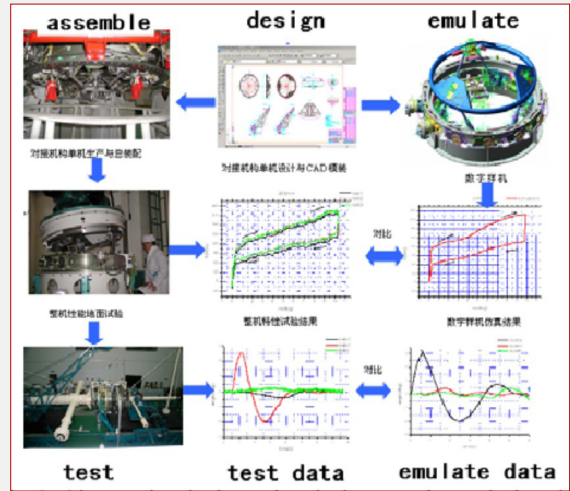 assemble
design
emulate
对接机构单机生产与总装配
对接机构单机设计与CAD模装
数字样机
对比
整机性能地面试验
整机特性试验结果
数字样机仿真结果
对比
test
test data
emulate data